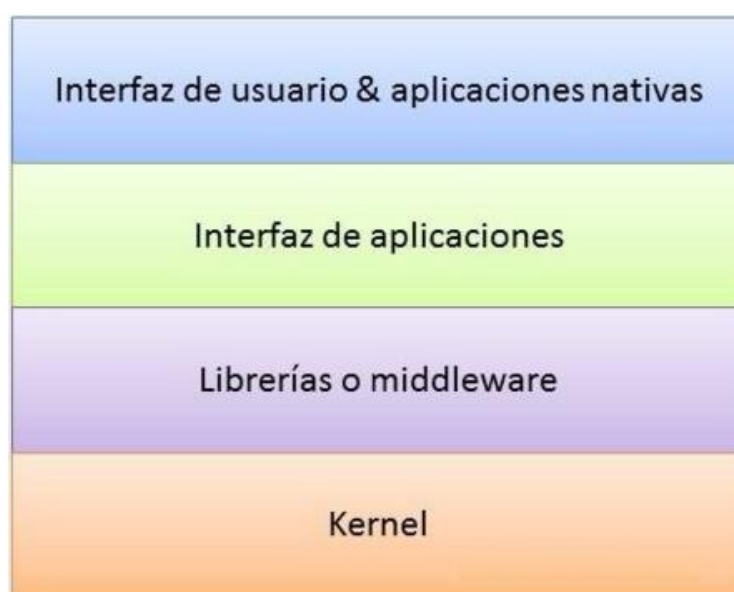 Interfaz de usuario & aplicaciones nativas
Interfaz de aplicaciones
Librerías o middleware
Kernel